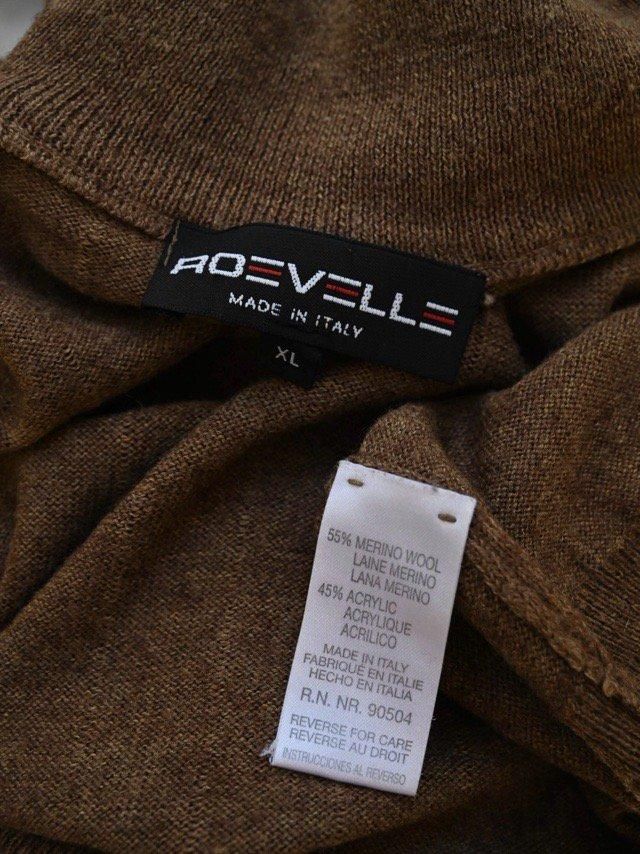 ROEVELLE
MADE IN ITALY
XL
55% MERINO WOOL
LAINE MERINO
LANA MERINO
45% ACRYLIC
ACRYLIQUE
ACRILICO
MADE IN ITALY
FABRIQUÉ EN ITALIE
HECHO EN ITALIA
R.N. NR. 90504
REVERSE FOR CARE
REVERSE AU DROIT
INSTRUCCIONES AL REVERSO